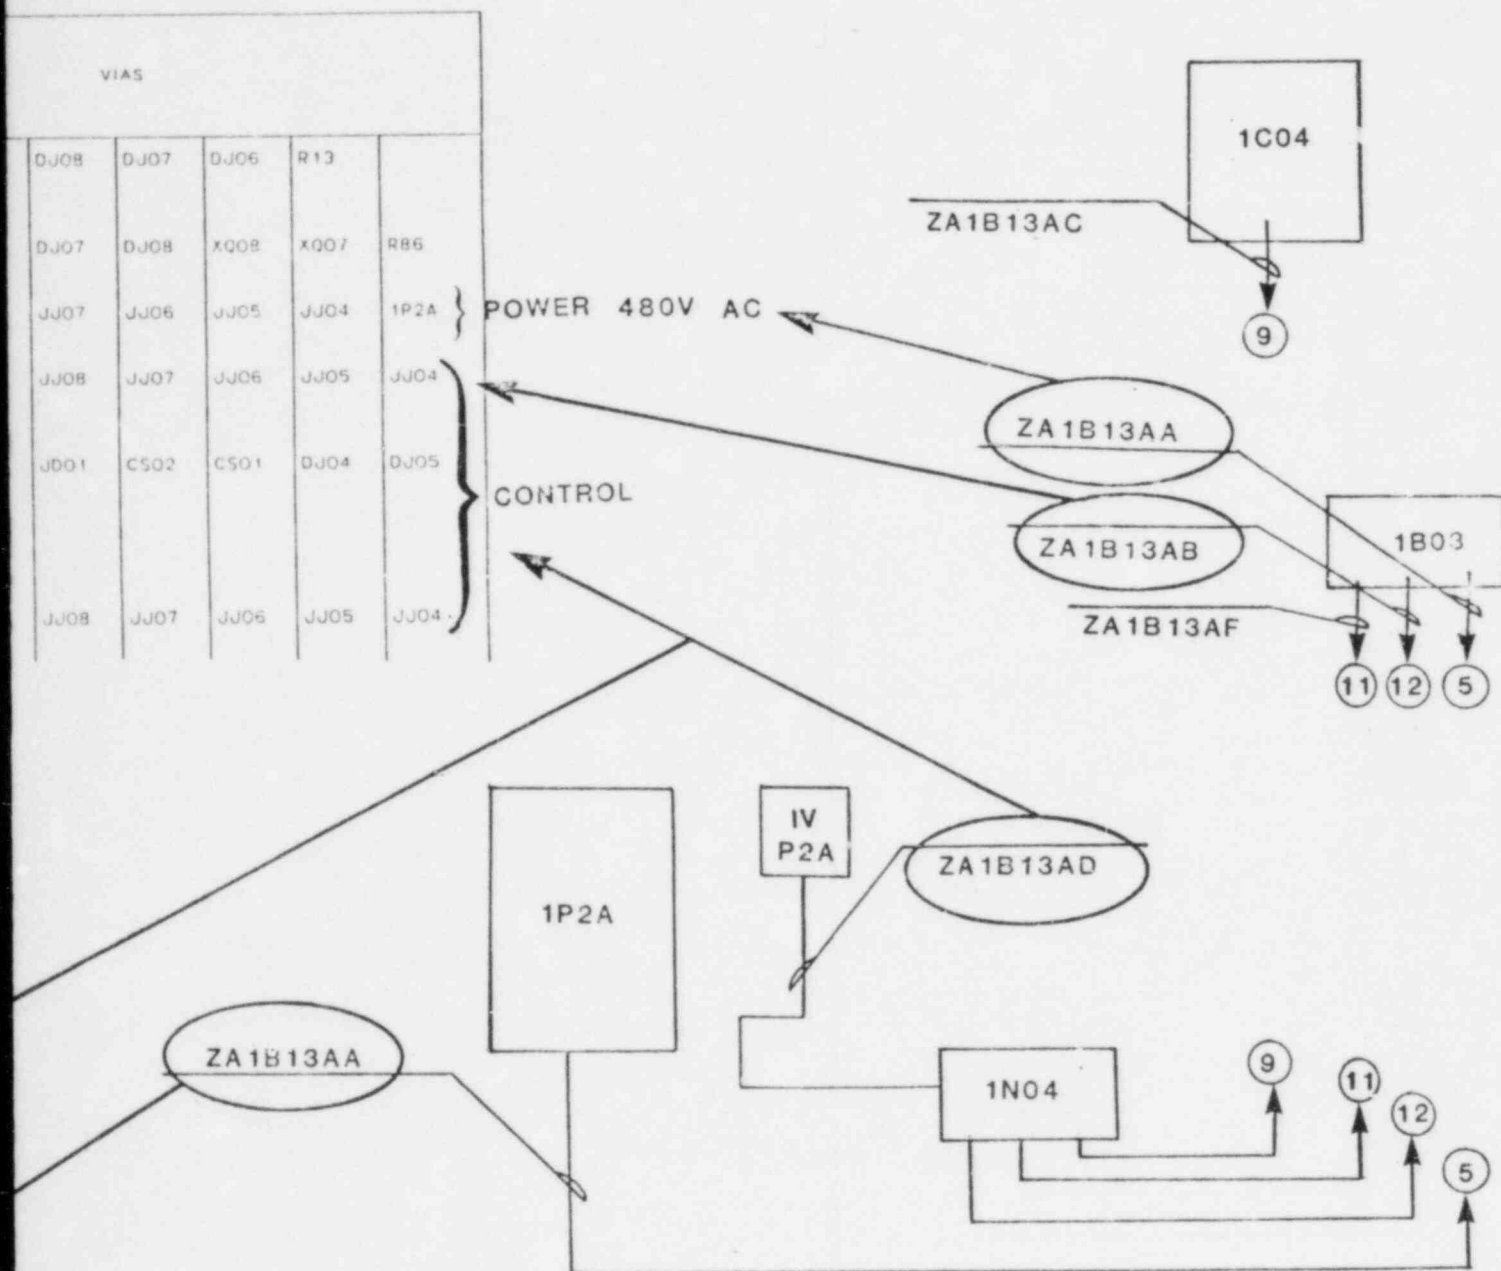 VIAS
DJ08 DJ07 DJ06 R13
DJ07 DJ08 XQ08 XQ07 R86
JJ07 JJ06 JJ05 JJ04 1P2A
POWER 480V AC
JJ08 JJ07 JJ06 JJ05 JJ04
JD01 CS02 CS01 DJ04 DJ05
CONTROL
JJ08 JJ07 JJ06 JJ05 JJ04
1C04
ZA1B13AC
9
ZA1B13AA
ZA1B13AB
1B03
ZA1B13AF
11 12 5
IV
P2A
ZA1B13AD
1P2A
ZA1B13AA
1N04
9
11
12
5